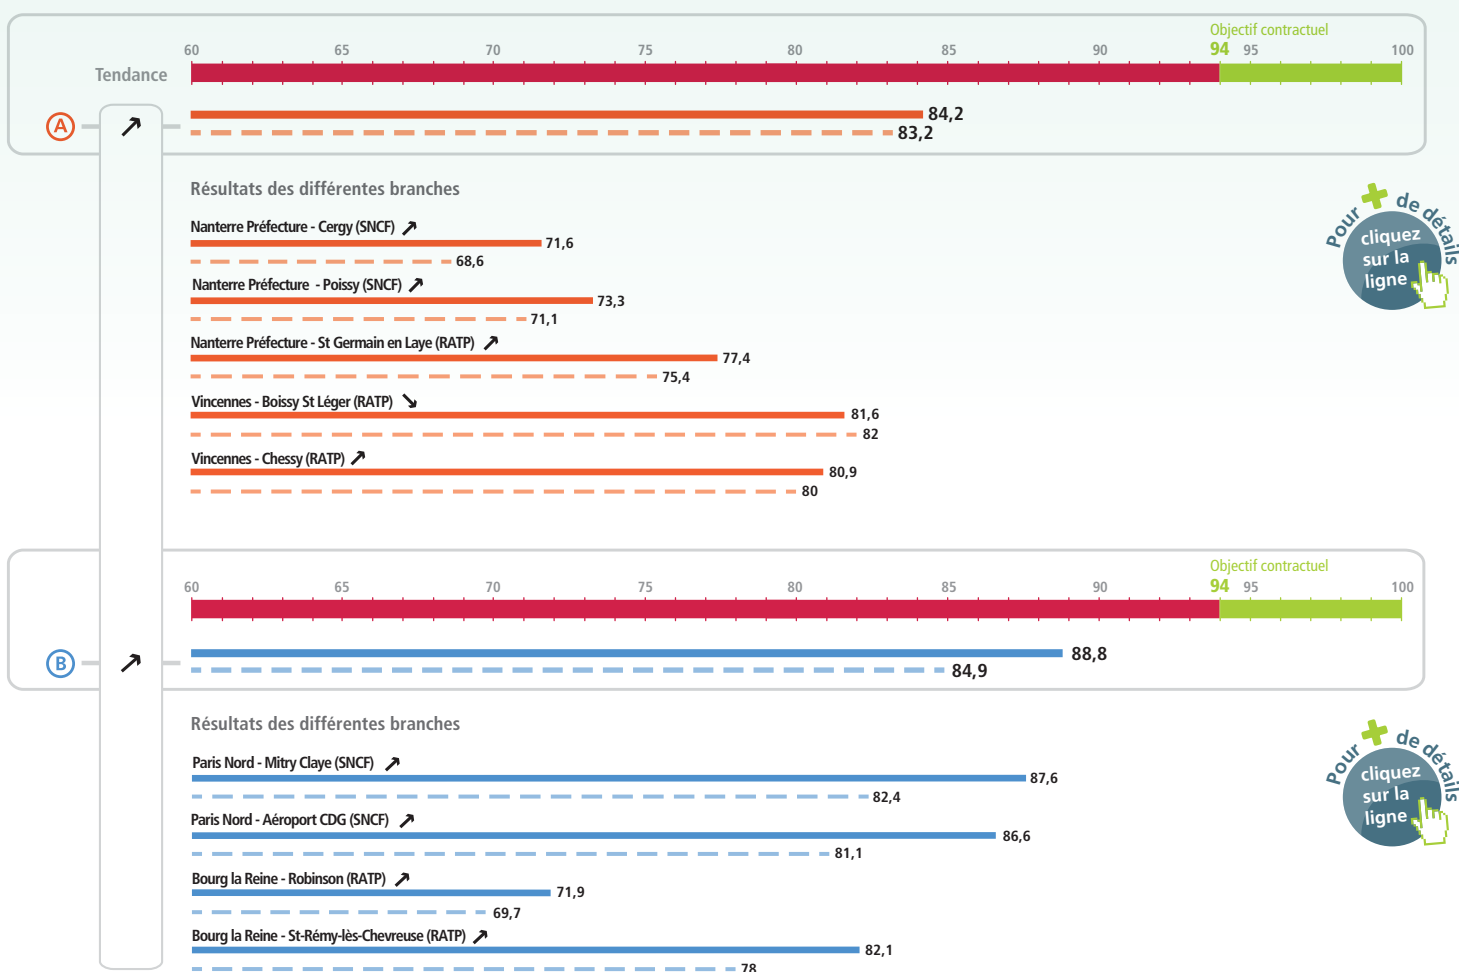 Objectif contractuel
60 65 70 75 80 85 90 94 95 100
Tendance
A
84,2
83,2
Résultats des différentes branches
Nanterre Préfecture - Cergy (SNCF)
71,6
68,6
Nanterre Préfecture - Poissy (SNCF)
73,3
71,1
Nanterre Préfecture - St Germain en Laye (RATP)
77,4
75,4
Vincennes - Boissy St Léger (RATP)
81,6
82
Vincennes - Chessy (RATP)
80,9
80
Pour + de détails
cliquez
sur la
ligne
Objectif contractuel
60 65 70 75 80 85 90 94 95 100
B
88,8
84,9
Résultats des différentes branches
Paris Nord - Mitry Claye (SNCF)
87,6
82,4
Paris Nord - Aéroport CDG (SNCF)
86,6
81,1
Bourg la Reine - Robinson (RATP)
71,9
69,7
Bourg la Reine - St-Rémy-lès-Chevreuse (RATP)
82,1
78
Pour + de détails
cliquez
sur la
ligne